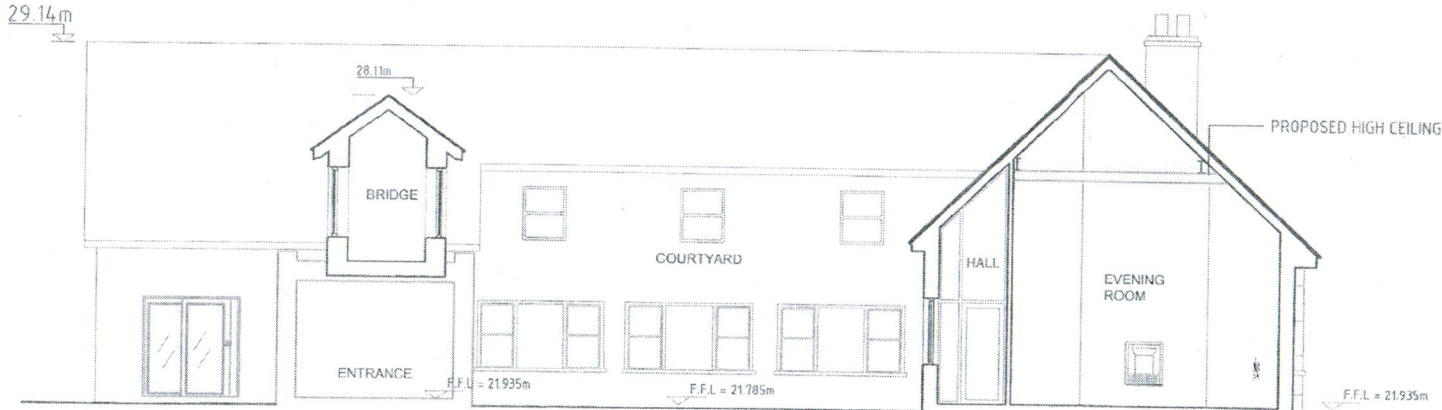 29.14m
28.11m
PROPOSED HIGH CEILING
BRIDGE
COURTYARD
HALL
EVENING
ROOM
ENTRANCE
F.F.L = 21.935m
F.F.L = 21.785m
F.F.L = 21.935m